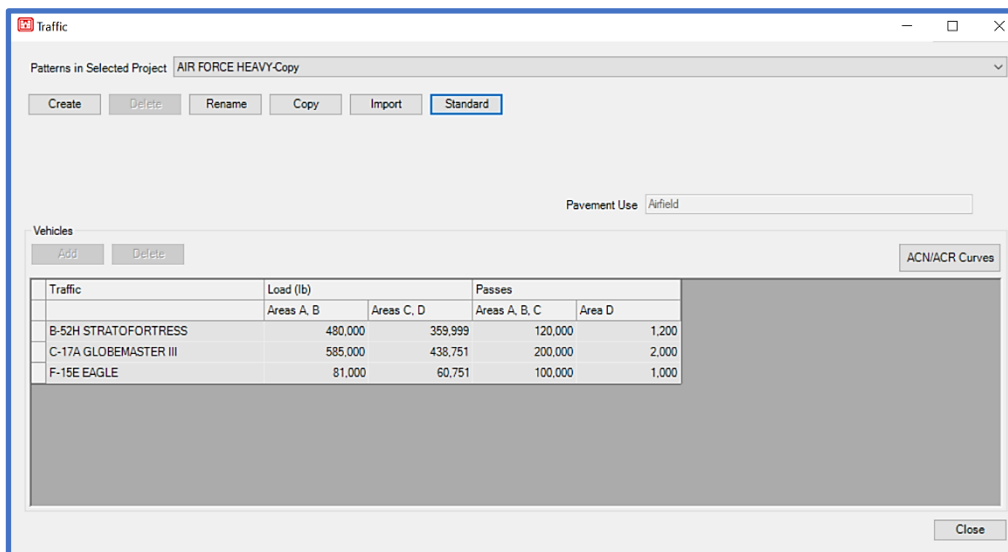 Traffic
Patterns in Selected Project AIR FORCE HEAVY-Copy
Create Delete Rename Copy Import Standard
Pavement Use Airfield
Vehicles
Add Delete ACN/ACR Curves
Traffic Load (lb) Passes
Areas A, B Areas C, D Areas A, B, C Area D
B-52H STRATOFORTRESS 480,000 359,999 120,000 1,200
C-17A GLOBEMASTER III 585,000 438,751 200,000 2,000
F-15E EAGLE 81,000 60,751 100,000 1,000
Close